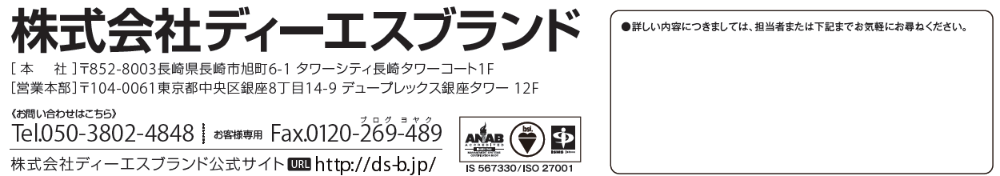 株式会社ディーエスブランド
[本 社]〒852-8003長崎県長崎市旭町6-1 タワーシティ長崎タワーコート1F
[営業本部]〒104-0061東京都中央区銀座8丁目14-9 デュープレックス銀座タワー 12F
《お問い合わせはこちら》
ブログ ヨヤク
Tel.050-3802-4848 お客様専用 Fax.0120-269-489
株式会社ディーエスブランド公式サイト URL http://ds-b.jp/
ANAB
ACCREDITED
bsi.
ISMS
IS 567330/ISO 27001
●詳しい内容につきましては、担当者または下記までお気軽にお尋ねください。